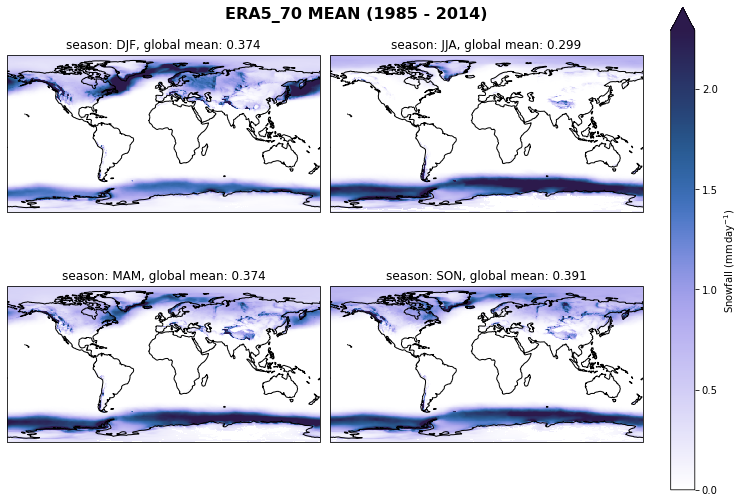 ERA5_70 MEAN (1985 - 2014)
season: DJF, global mean: 0.374
season: JJA, global mean: 0.299
season: MAM, global mean: 0.374
season: SON, global mean: 0.391
2.0
1.5
1.0
0.5
0.0
Snowfall (mm day⁻¹)